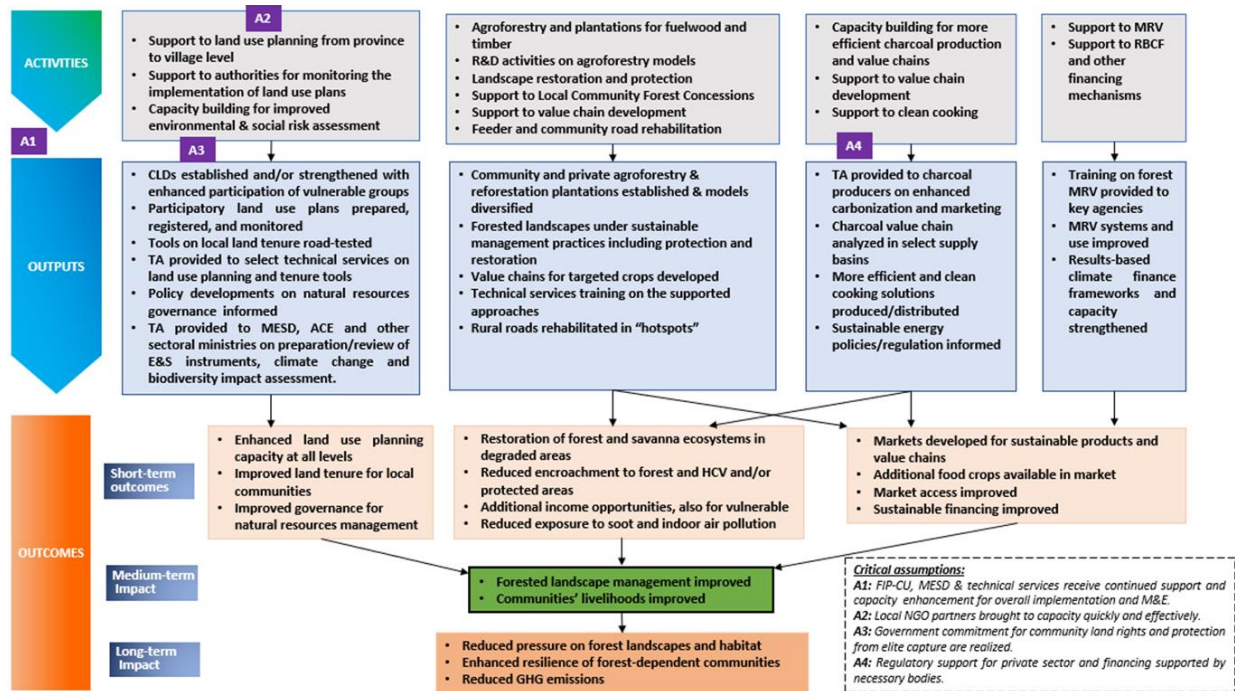 ACTIVITIES
A2
• Support to land use planning from province
to village level
• Support to authorities for monitoring the
implementation of land use plans
• Capacity building for improved
environmental & social risk assessment
• Agroforestry and plantations for fuelwood and
timber
• R&D activities on agroforestry models
• Landscape restoration and protection
• Support to Local Community Forest Concessions
• Support to value chain development
• Feeder and community road rehabilitation
• Capacity building for more
efficient charcoal production
and value chains
• Support to value chain
development
• Support to clean cooking
• Support to MRV
• Support to RBCF
and other
financing
mechanisms
A1
OUTPUTS
A3
• CLDs established and/or strengthened with
enhanced participation of vulnerable groups
• Participatory land use plans prepared,
registered, and monitored
• Tools on local land tenure road-tested
• TA provided to select technical services on
land use planning and tenure tools
• Policy developments on natural resources
governance informed
• TA provided to MESD, ACE and other
sectoral ministries on preparation/review of
E&S instruments, climate change and
biodiversity impact assessment.
• Community and private agroforestry &
reforestation plantations established & models
diversified
• Forested landscapes under sustainable
management practices including protection and
restoration
• Value chains for targeted crops developed
• Technical services training on the supported
approaches
• Rural roads rehabilitated in “hotspots”
A4
• TA provided to charcoal
producers on enhanced
carbonization and marketing
• Charcoal value chain
analyzed in select supply
basins
• More efficient and clean
cooking solutions
produced/distributed
• Sustainable energy
policies/regulation informed
• Training on forest
MRV provided to
key agencies
• MRV systems and
use improved
• Results-based
climate finance
frameworks and
capacity
strengthened
OUTCOMES
Short-term
outcomes
• Enhanced land use planning
capacity at all levels
• Improved land tenure for local
communities
• Improved governance for
natural resources management
• Restoration of forest and savanna ecosystems in
degraded areas
• Reduced encroachment to forest and HCV and/or
protected areas
• Additional income opportunities, also for vulnerable
• Reduced exposure to soot and indoor air pollution
• Markets developed for sustainable products and
value chains
• Additional food crops available in market
• Market access improved
• Sustainable financing improved
Medium-term
Impact
• Forested landscape management improved
• Communities’ livelihoods improved
Long-term
Impact
• Reduced pressure on forest landscapes and habitat
• Enhanced resilience of forest-dependent communities
• Reduced GHG emissions
Critical assumptions:
A1: FIP-CU, MESD & technical services receive continued support and
capacity enhancement for overall implementation and M&E.
A2: Local NGO partners brought to capacity quickly and effectively.
A3: Government commitment for community land rights and protection
from elite capture are realized.
A4: Regulatory support for private sector and financing supported by
necessary bodies.